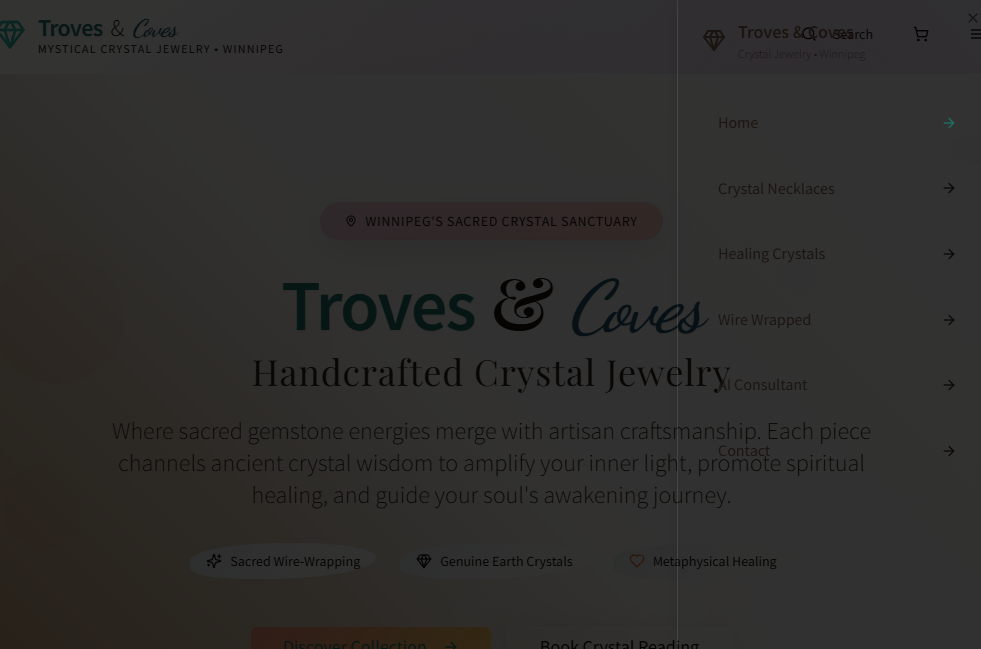 Troves & Coves
MYSTICAL CRYSTAL JEWELRY • WINNIPEG
Troves & Coves
Crystal Jewelry • Winnipeg
Search
Home
Crystal Necklaces
Healing Crystals
Wire Wrapped
AI Consultant
Contact
WINNIPEG'S SACRED CRYSTAL SANCTUARY
Troves & Coves
Handcrafted Crystal Jewelry
Where sacred gemstone energies merge with artisan craftsmanship. Each piece
channels ancient crystal wisdom to amplify your inner light, promote spiritual
healing, and guide your soul's awakening journey.
Sacred Wire-Wrapping
Genuine Earth Crystals
Metaphysical Healing
Discover Collection
Book Crystal Reading